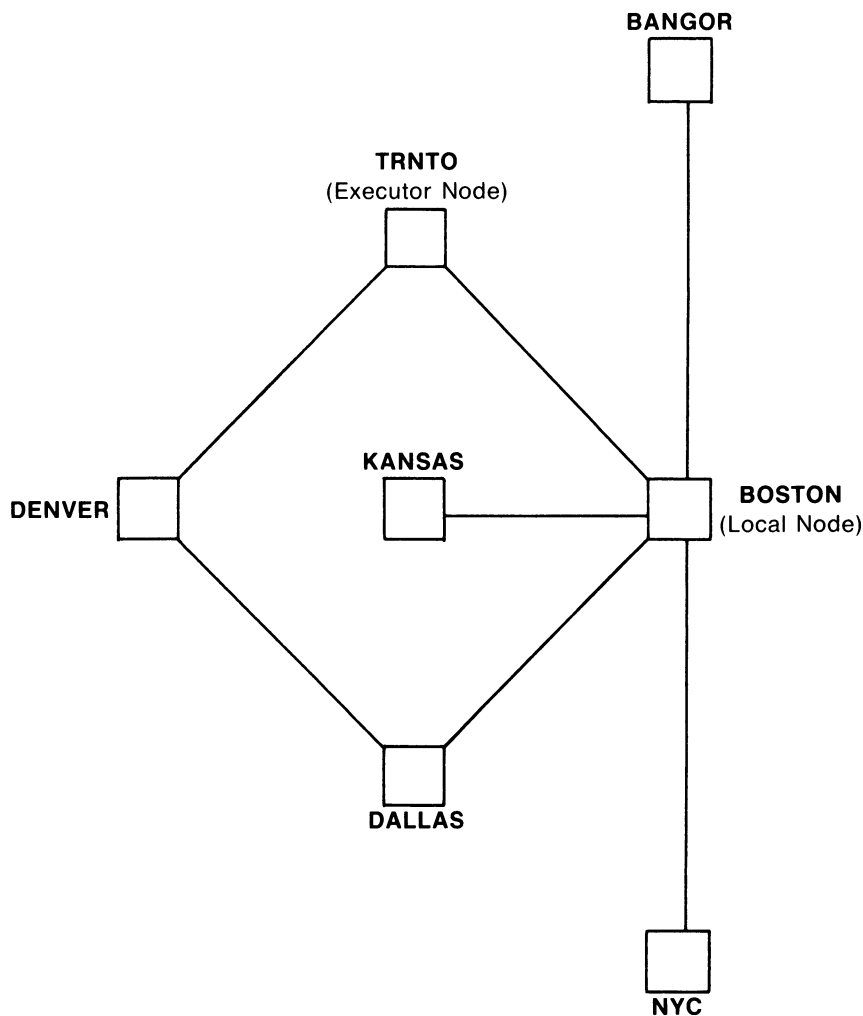 BANGOR
TRNTO
(Executor Node)
KANSAS
DENVER
BOSTON
(Local Node)
DALLAS
NYC